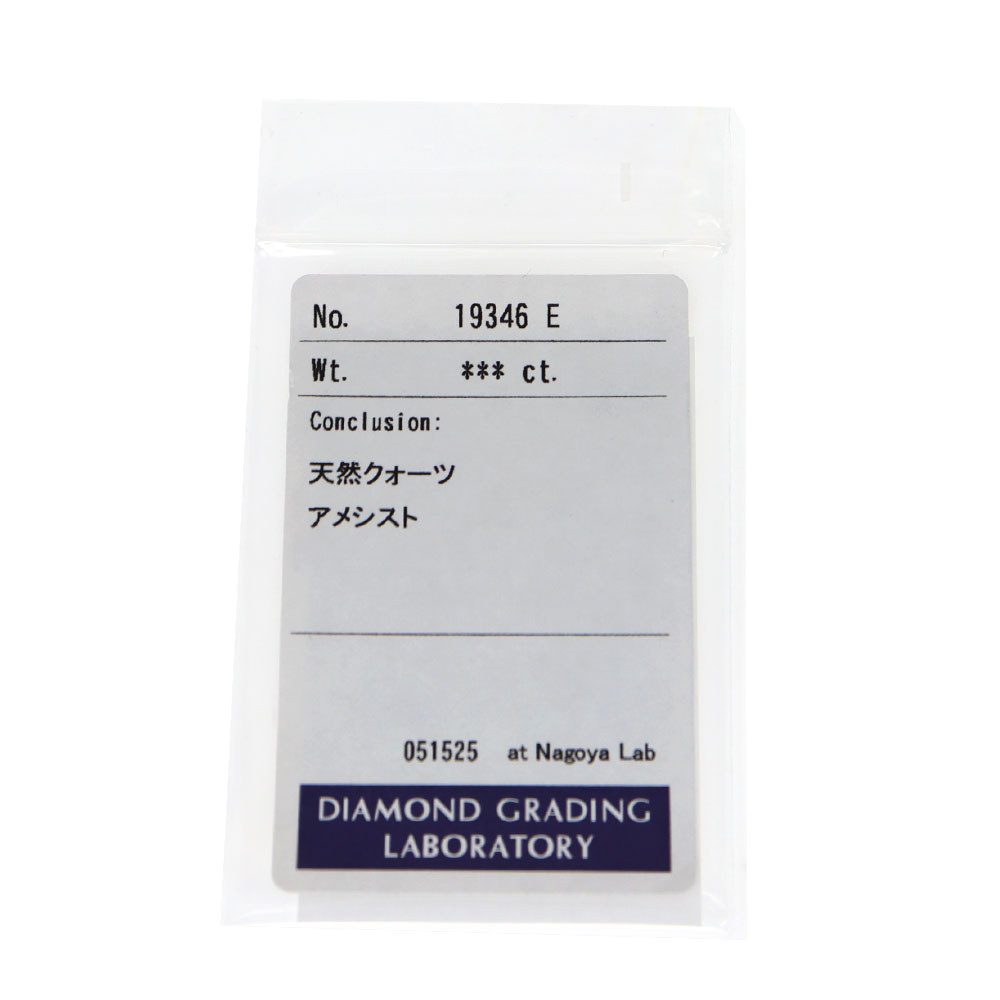 No. 19346 E
Wt. *** ct.
Conclusion:
天然クォーツ
アメシスト
051525 at Nagoya Lab
DIAMOND GRADING
LABORATORY